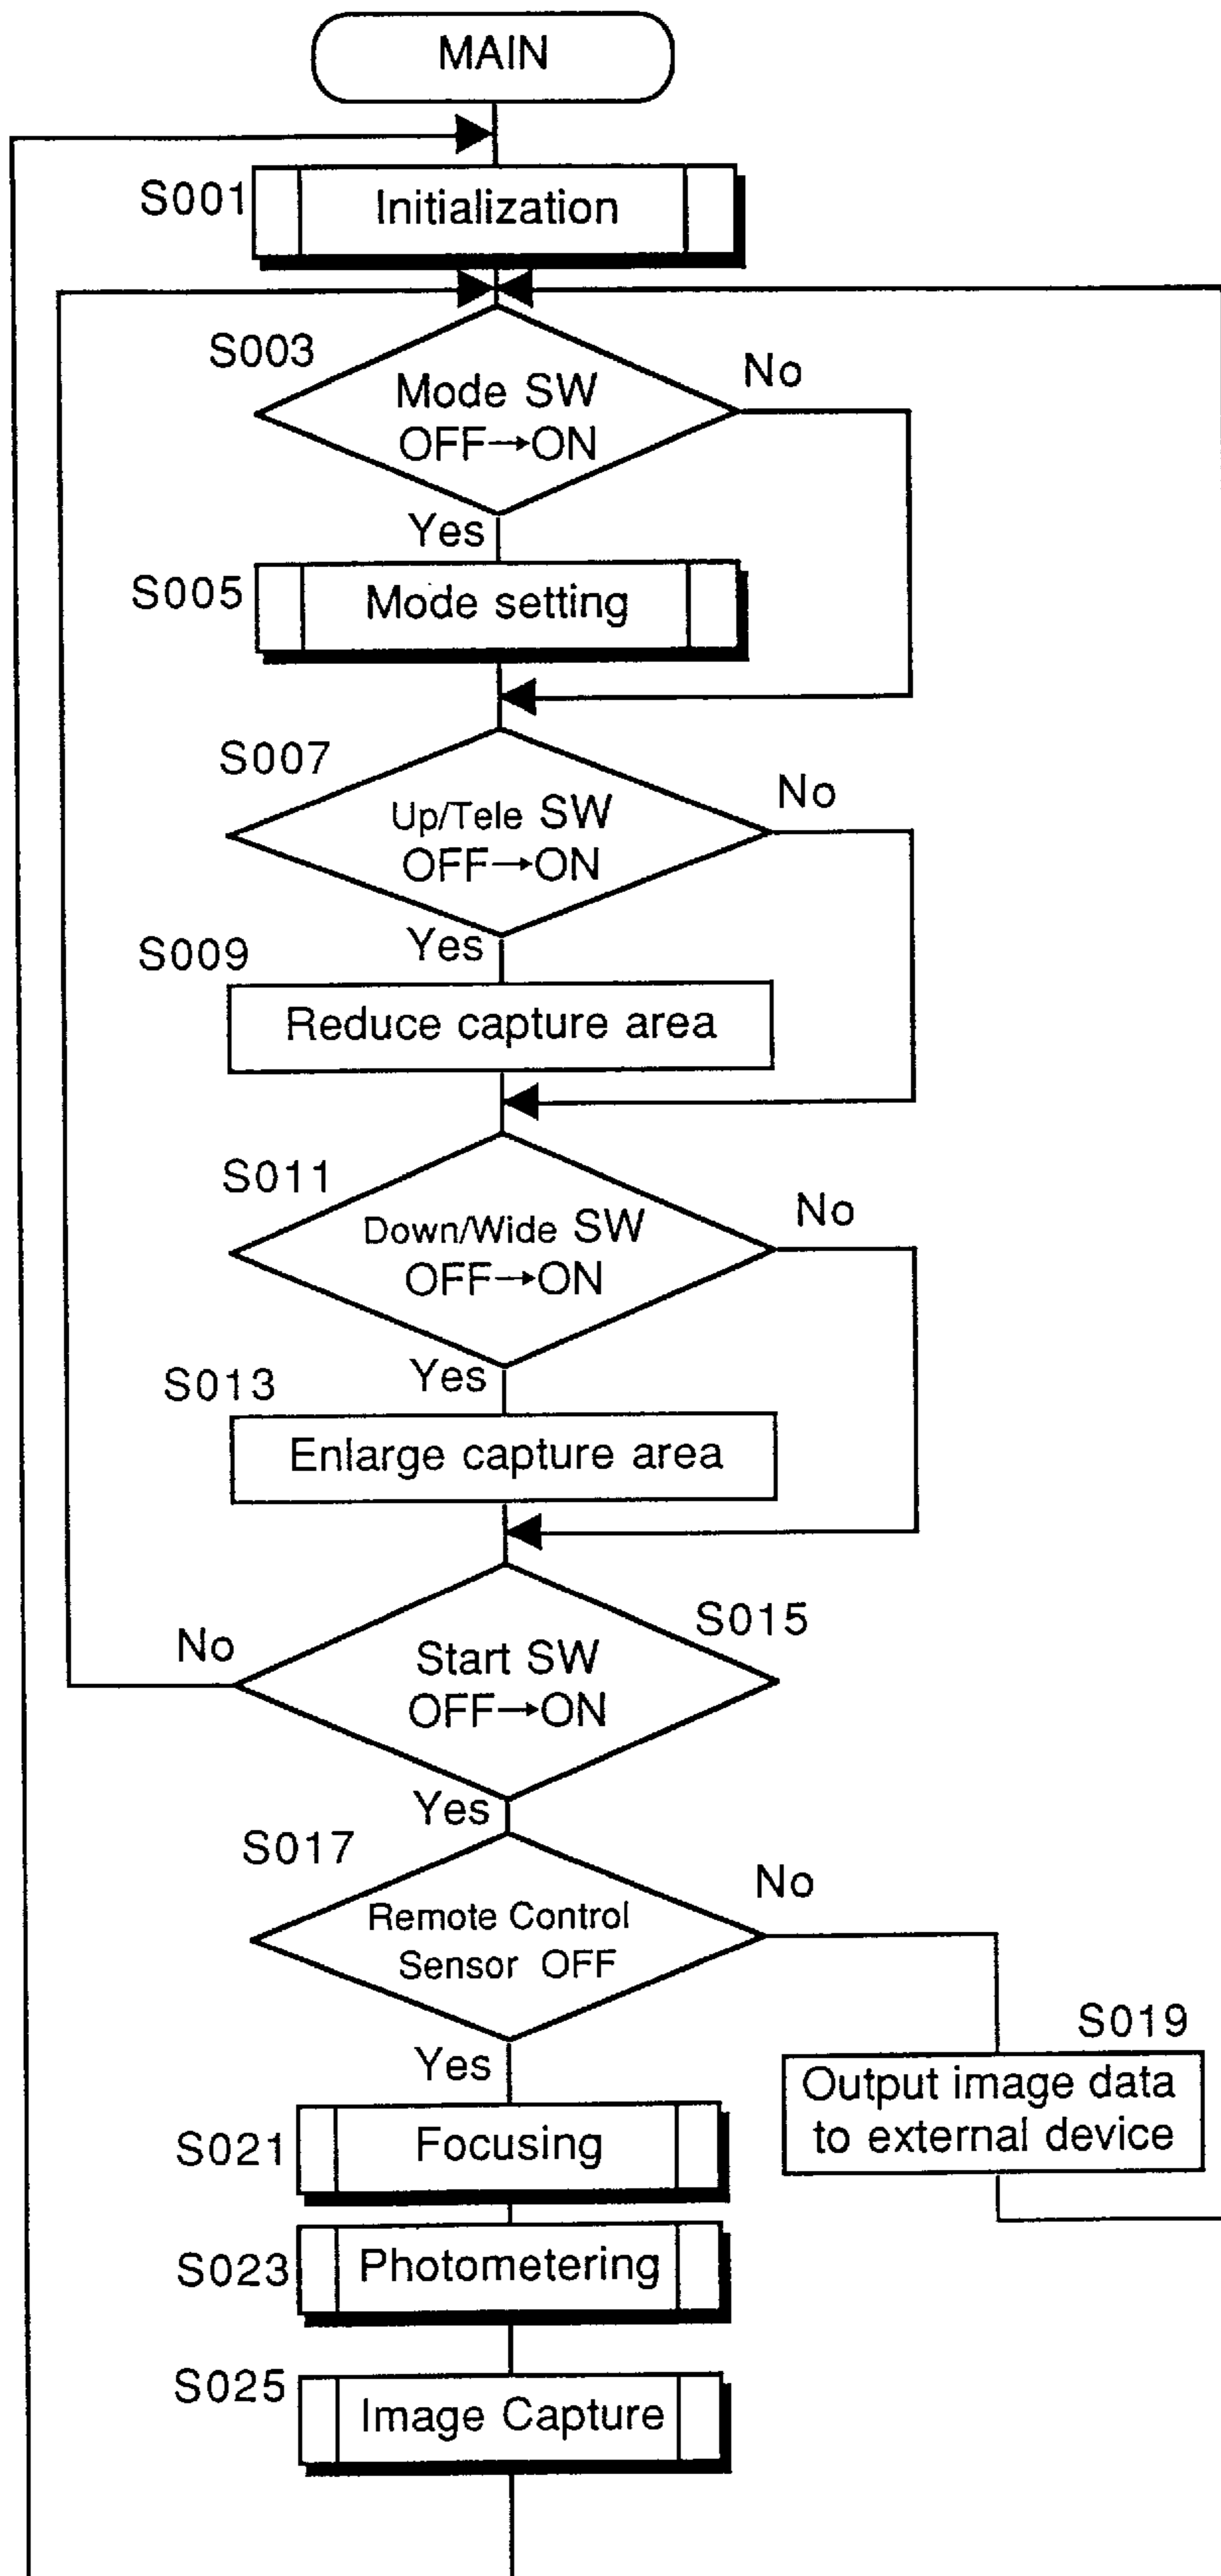 MAIN
S001
Initialization
S003
Mode SW
OFF→ON
No
Yes
S005
Mode setting
S007
Up/Tele SW
OFF→ON
No
Yes
S009
Reduce capture area
S011
Down/Wide SW
OFF→ON
No
Yes
S013
Enlarge capture area
S015
Start SW
OFF→ON
No
Yes
S017
Remote Control
Sensor OFF
No
Yes
S019
Output image data
to external device
S021
Focusing
S023
Photometering
S025
Image Capture